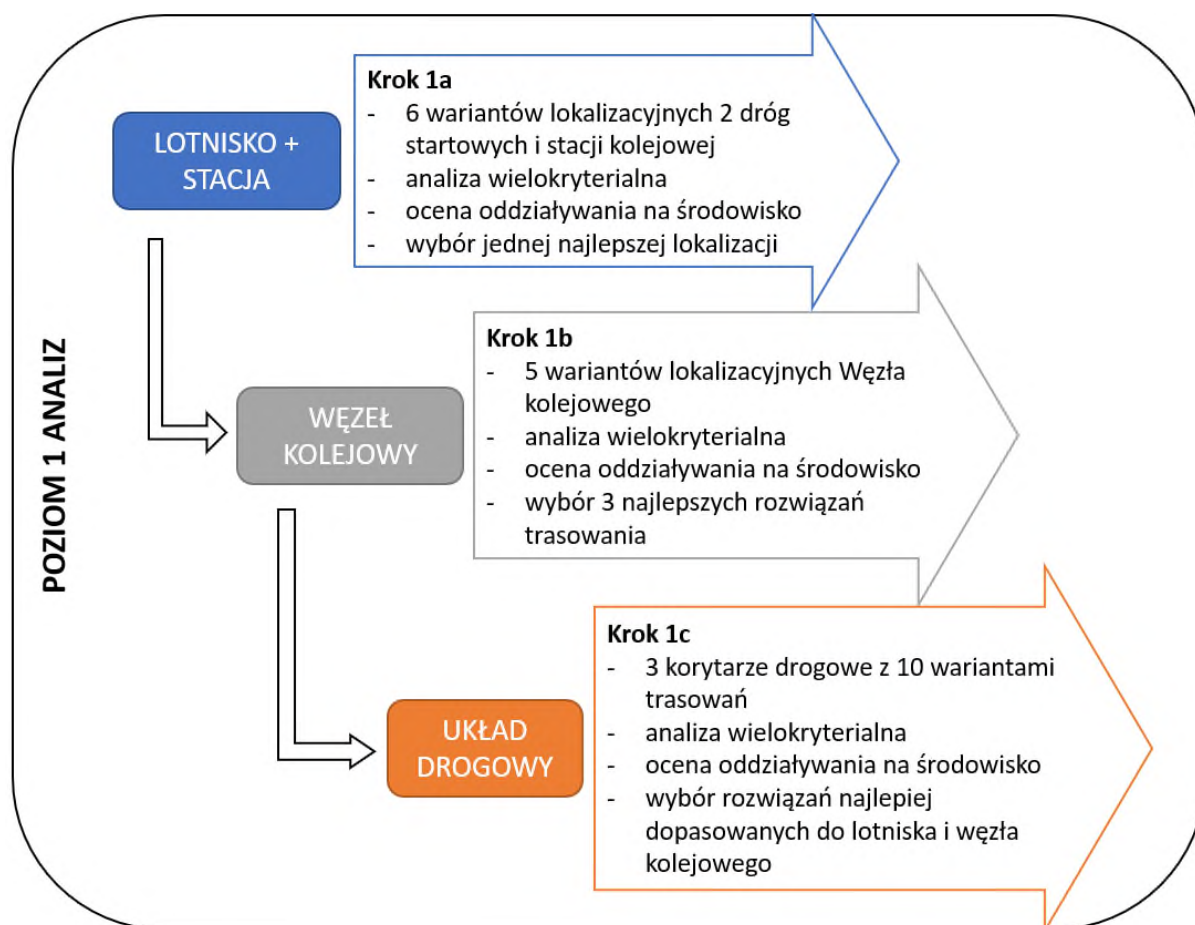 POZIOM 1 ANALIZ
LOTNISKO +
STACJA
Krok 1a
- 6 wariantów lokalizacyjnych 2 dróg
startowych i stacji kolejowej
- analiza wielokryterialna
- ocena oddziaływania na środowisko
- wybór jednej najlepszej lokalizacji
WĘZEŁ
KOLEJOWY
Krok 1b
- 5 wariantów lokalizacyjnych Węzła
kolejowego
- analiza wielokryterialna
- ocena oddziaływania na środowisko
- wybór 3 najlepszych rozwiązań
trasowania
UKŁAD
DROGOWY
Krok 1c
- 3 korytarze drogowe z 10 wariantami
trasowań
- analiza wielokryterialna
- ocena oddziaływania na środowisko
- wybór rozwiązań najlepiej
dopasowanych do lotniska i węzła
kolejowego